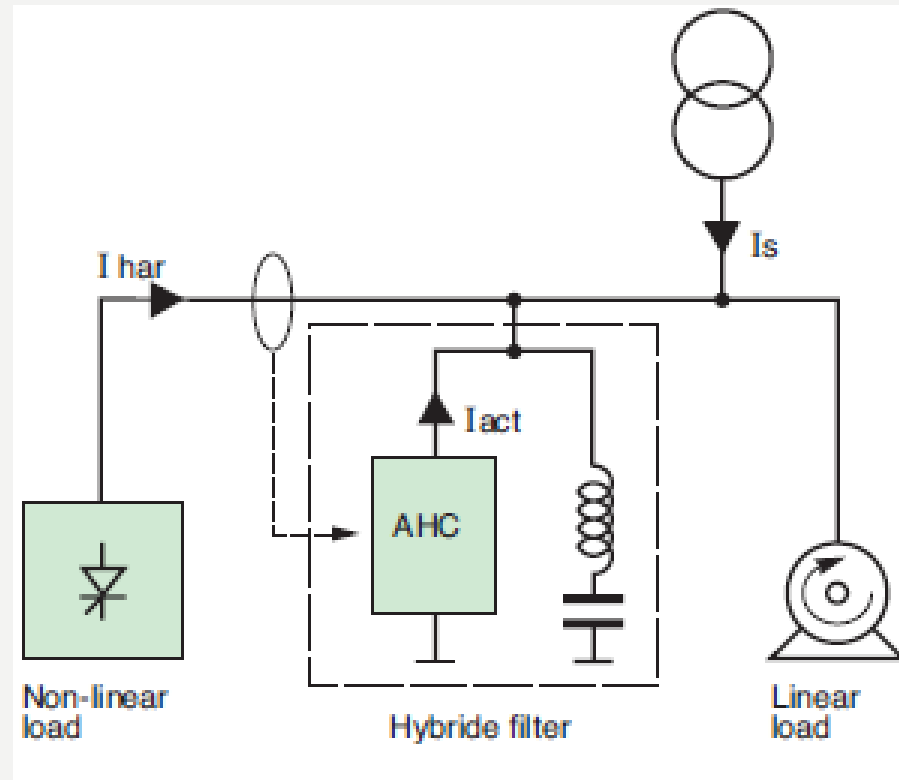 Is
I har
Iact
AHC
Non-linear
load
Hybride filter
Linear
load